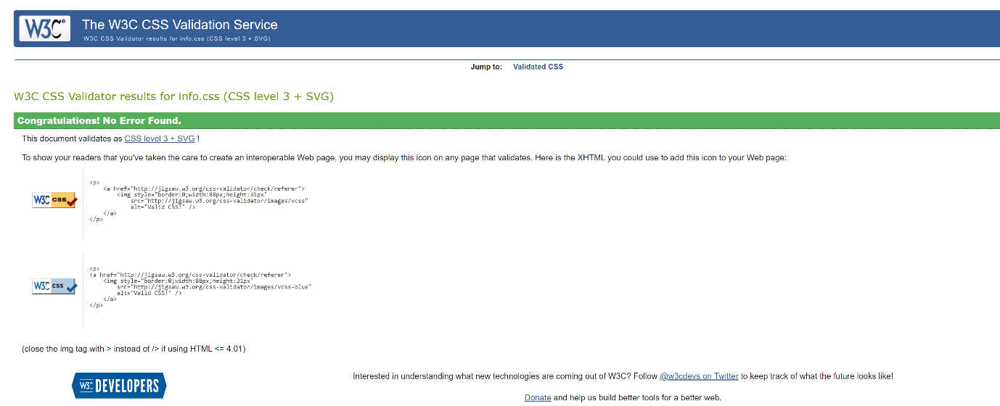 W3C®
The W3C CSS Validation Service
W3C CSS Validator results for info.css (CSS level 3 + SVG)
Jump to: Validated CSS
W3C CSS Validator results for info.css (CSS level 3 + SVG)
Congratulations! No Error Found.
This document validates as CSS level 3 + SVG !
To show your readers that you've taken the care to create an interoperable Web page, you may display this icon on any page that validates. Here is the XHTML you could use to add this icon to your Web page:
W3C css
<p>
<a href="http://jigsaw.w3.org/css-validator/check/referer">
<img style="border:0;width:88px;height:31px"
src="http://jigsaw.w3.org/css-validator/images/vcss"
alt="Valid CSS!" />
</a>
</p>
W3C css
<p>
<a href="http://jigsaw.w3.org/css-validator/check/referer">
<img style="border:0;width:88px;height:31px"
src="http://jigsaw.w3.org/css-validator/images/vcss-blue"
alt="Valid CSS!" />
</a>
</p>
(close the img tag with > instead of /> if using HTML <= 4.01)
W3C DEVELOPERS
Interested in understanding what new technologies are coming out of W3C? Follow @w3cdevs on Twitter to keep track of what the future looks like!
Donate and help us build better tools for a better web.